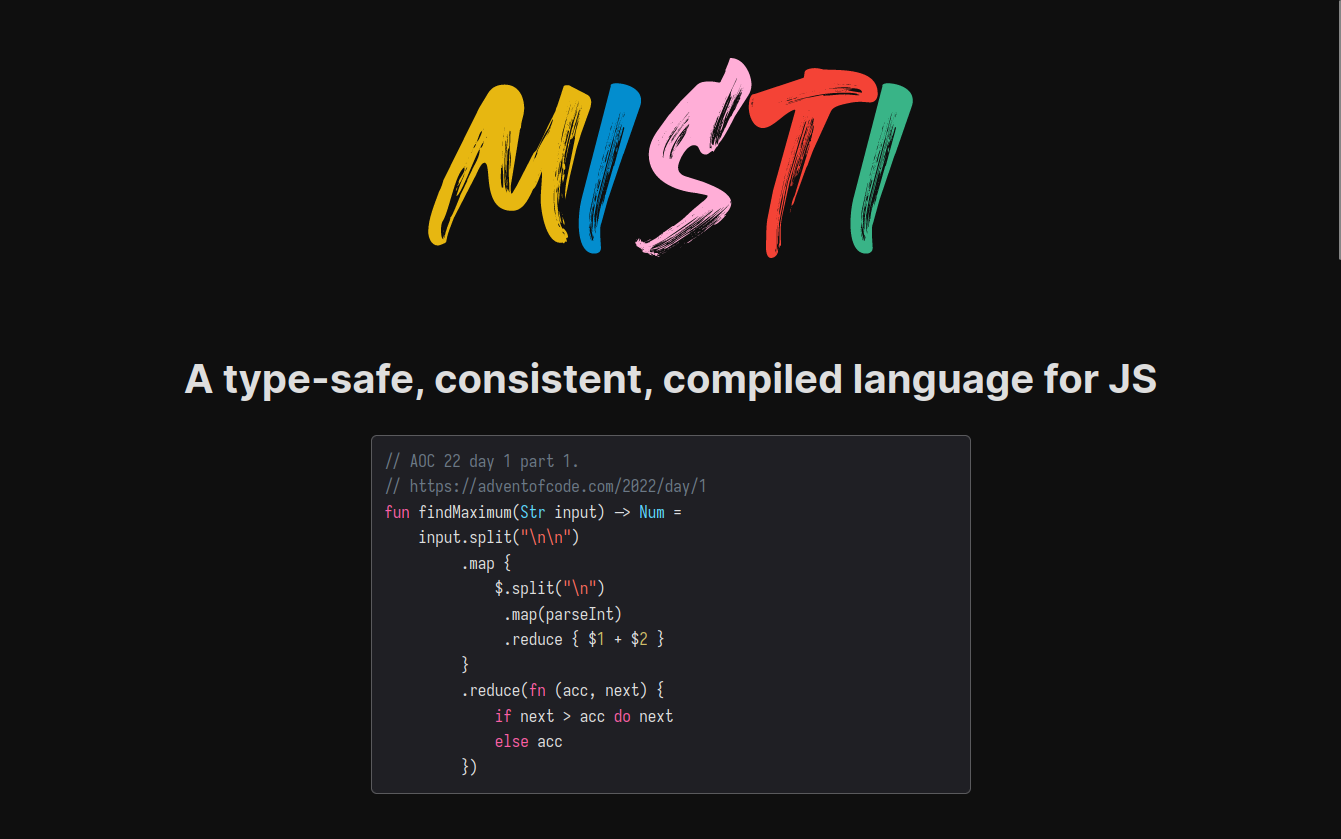 MISTI
A type-safe, consistent, compiled language for JS
// AOC 22 day 1 part 1.
// https://adventofcode.com/2022/day/1
fun findMaximum(Str input) -> Num =
    input.split("\n\n")
         .map {
             $.split("\n")
              .map(parseInt)
              .reduce { $1 + $2 }
         }
         .reduce(fn (acc, next) {
             if next > acc do next
             else acc
         })